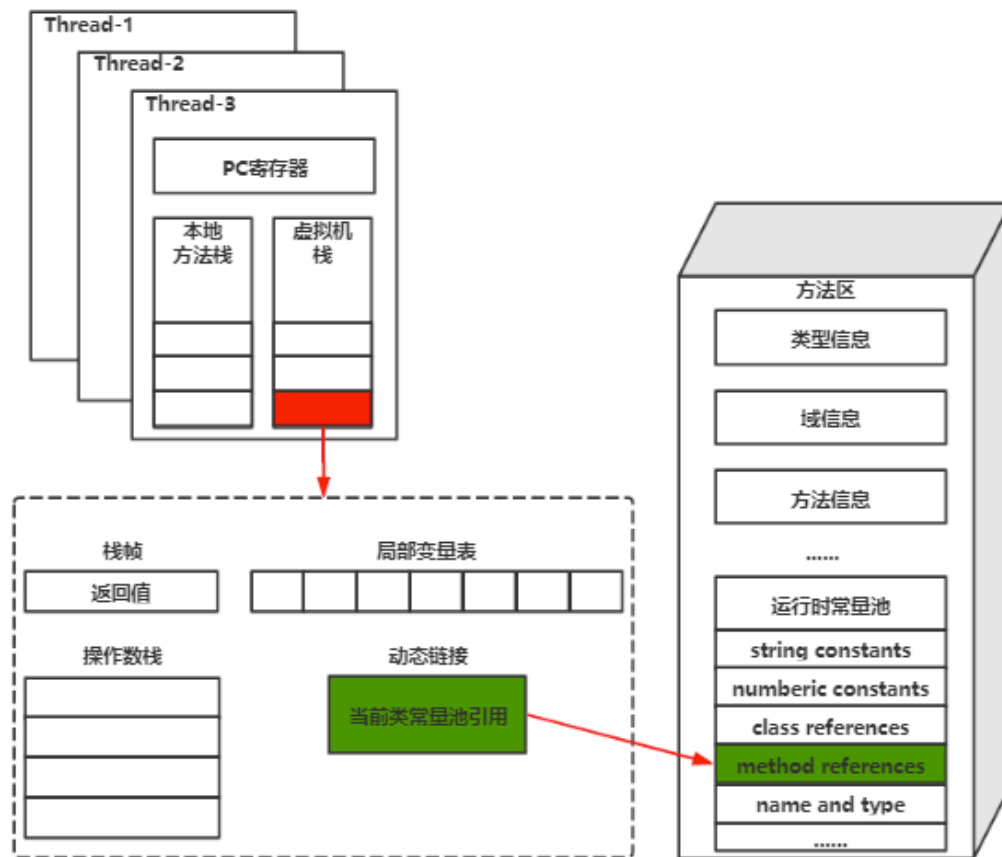 Thread-1
Thread-2
Thread-3
PC寄存器
本地
方法栈
虚拟机
栈
方法区
类型信息
域信息
方法信息
......
运行时常量池
string constants
numberic constants
class references
method references
name and type
......
栈帧
返回值
局部变量表
操作数栈
动态链接
当前类常量池引用